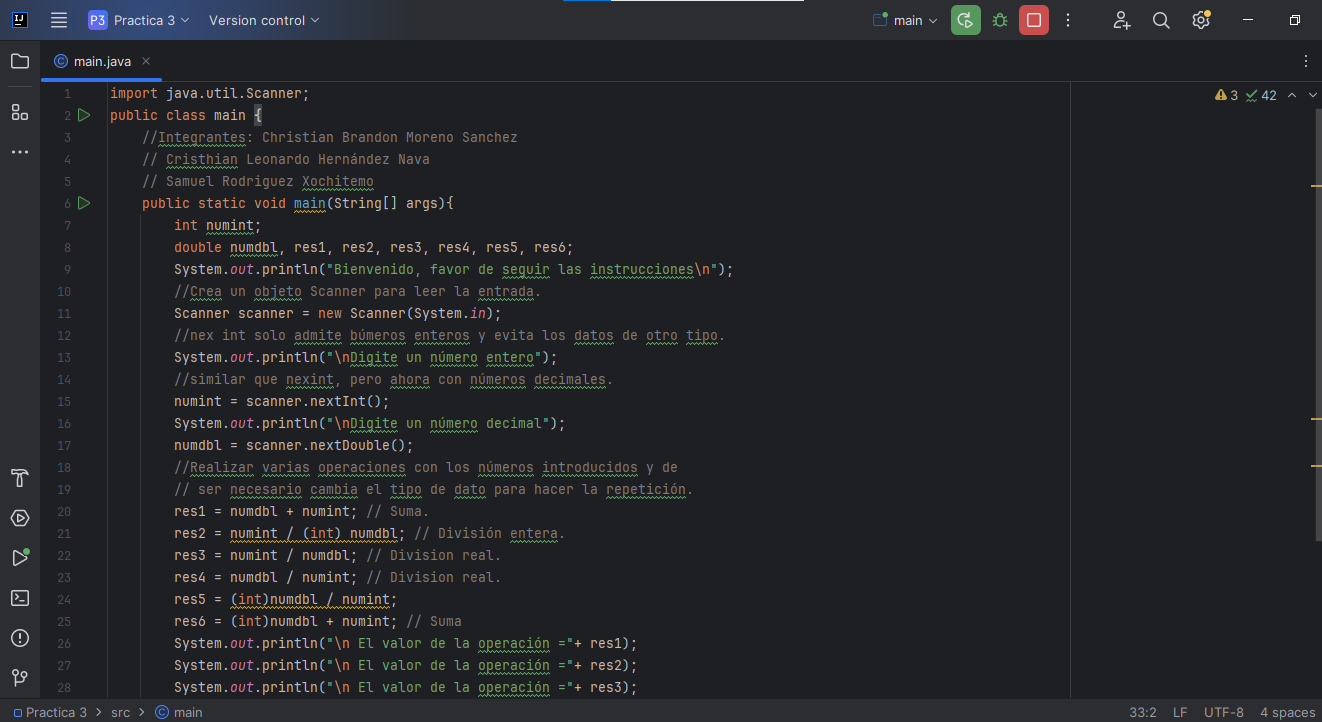 P3 Practica 3 Version control main
main.java
3 42
1 import java.util.Scanner;
2 public class main {
3 //Integrantes: Christian Brandon Moreno Sanchez
4 // Cristhian Leonardo Hernández Nava
5 // Samuel Rodriguez Xochitemo
6 public static void main(String[] args){
7 int numint;
8 double numdbl, res1, res2, res3, res4, res5, res6;
9 System.out.println("Bienvenido, favor de seguir las instrucciones\n");
10 //Crea un objeto Scanner para leer la entrada.
11 Scanner scanner = new Scanner(System.in);
12 //nex int solo admite búmeros enteros y evita los datos de otro tipo.
13 System.out.println("\nDigite un número entero");
14 //similar que nexint, pero ahora con números decimales.
15 numint = scanner.nextInt();
16 System.out.println("\nDigite un número decimal");
17 numdbl = scanner.nextDouble();
18 //Realizar varias operaciones con los números introducidos y de
19 // ser necesario cambia el tipo de dato para hacer la repetición.
20 res1 = numdbl + numint; // Suma.
21 res2 = numint / (int) numdbl; // División entera.
22 res3 = numint / numdbl; // Division real.
23 res4 = numdbl / numint; // Division real.
24 res5 = (int)numdbl / numint;
25 res6 = (int)numdbl + numint; // Suma
26 System.out.println("\n El valor de la operación ="+ res1);
27 System.out.println("\n El valor de la operación ="+ res2);
28 System.out.println("\n El valor de la operación ="+ res3);
Practica 3 > src > main 33:2 LF UTF-8 4 spaces